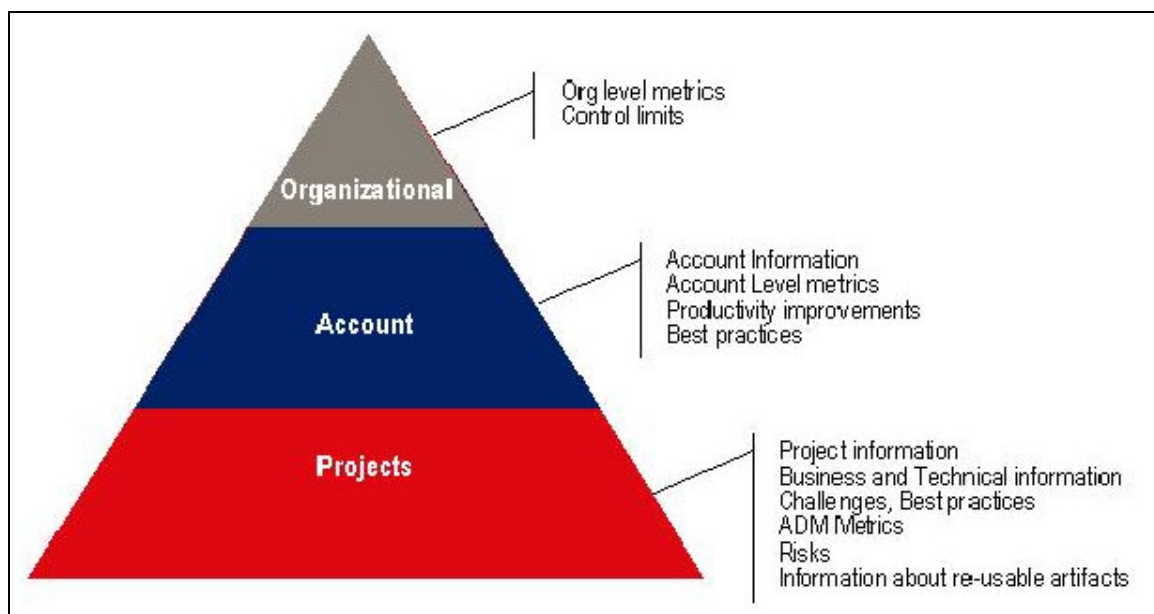 Org level metrics
Control limits
Organizational
Account Information
Account Level metrics
Productivity improvements
Best practices
Account
Project information
Business and Technical information
Challenges, Best practices
ADM Metrics
Risks
Information about re-usable artifacts
Projects